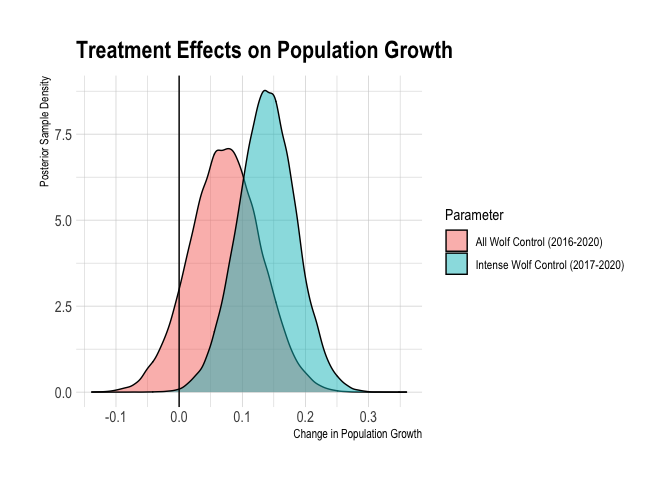 Treatment Effects on Population Growth
Posterior Sample Density
7.5
5.0
2.5
0.0
-0.1 0.0 0.1 0.2 0.3
Change in Population Growth
Parameter
All Wolf Control (2016-2020)
Intense Wolf Control (2017-2020)